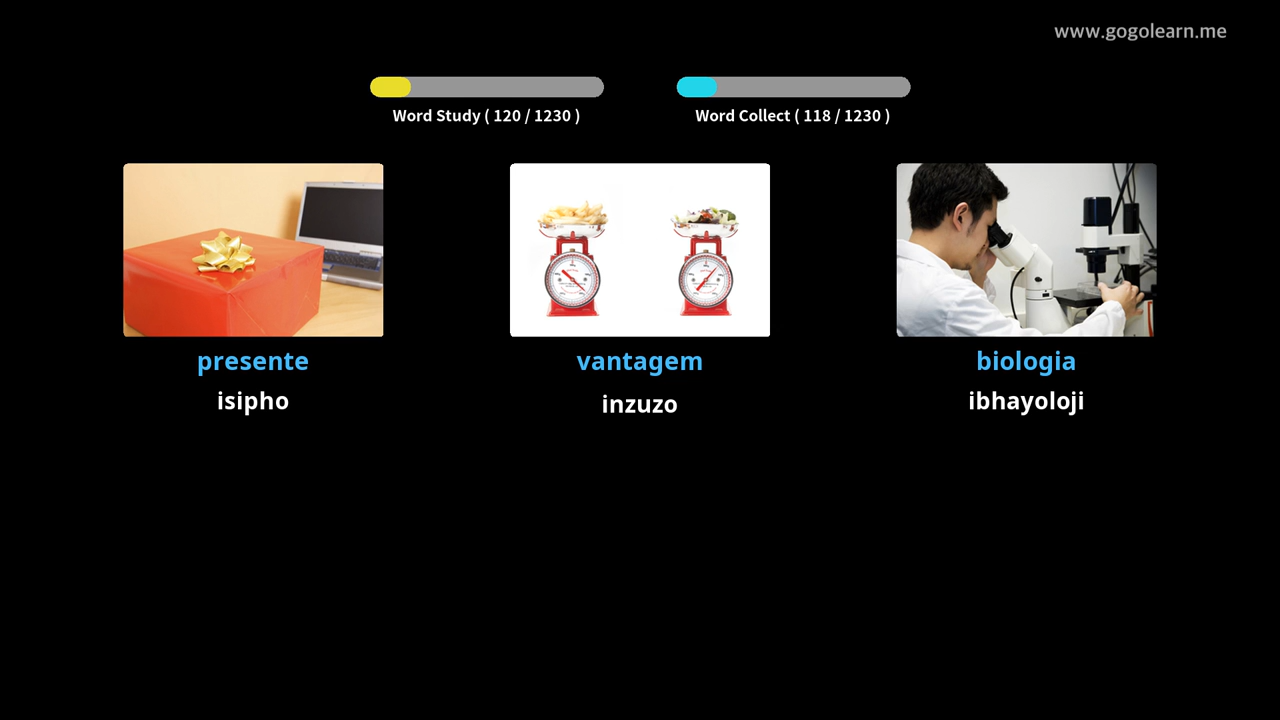 www.gogolearn.me
Word Study ( 120 / 1230 )
Word Collect ( 118 / 1230 )
presente
vantagem
biologia
isipho
inzuzo
ibhayoloji